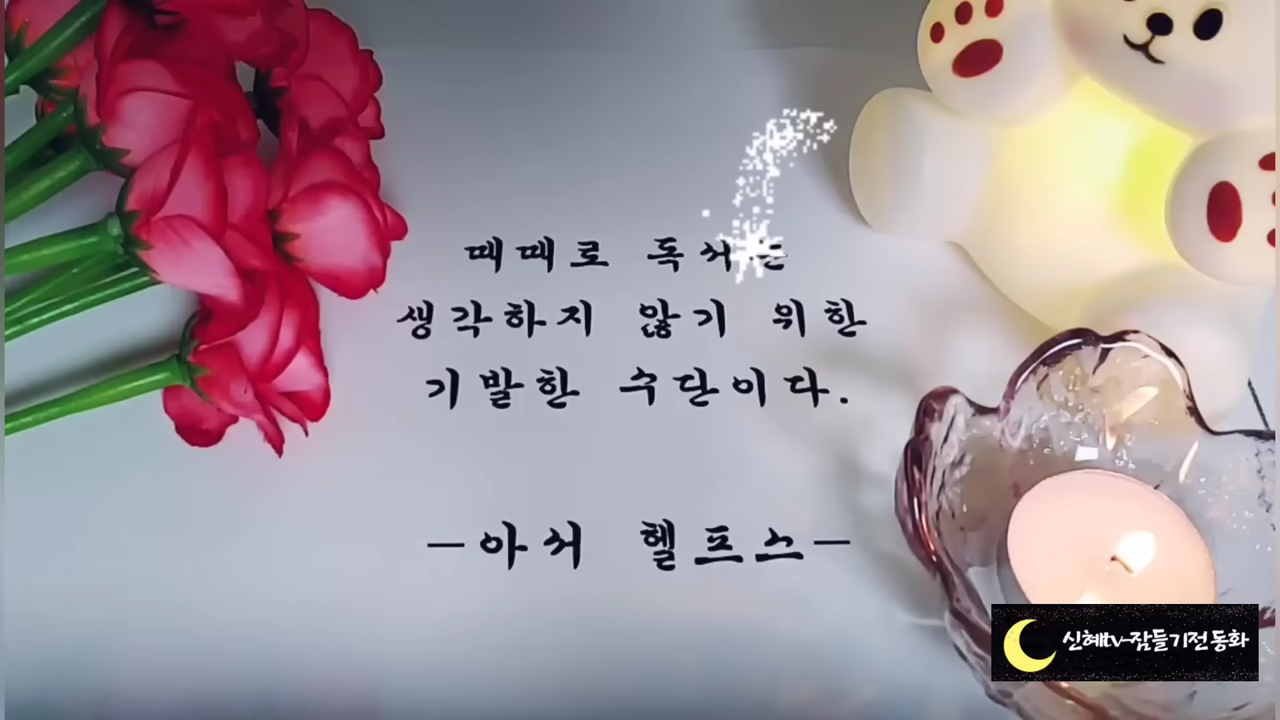 때때로 독서는
생각하지 않기 위한
기발한 수단이다.
-아서 헬프스-
신혜tv-잠들기전동화